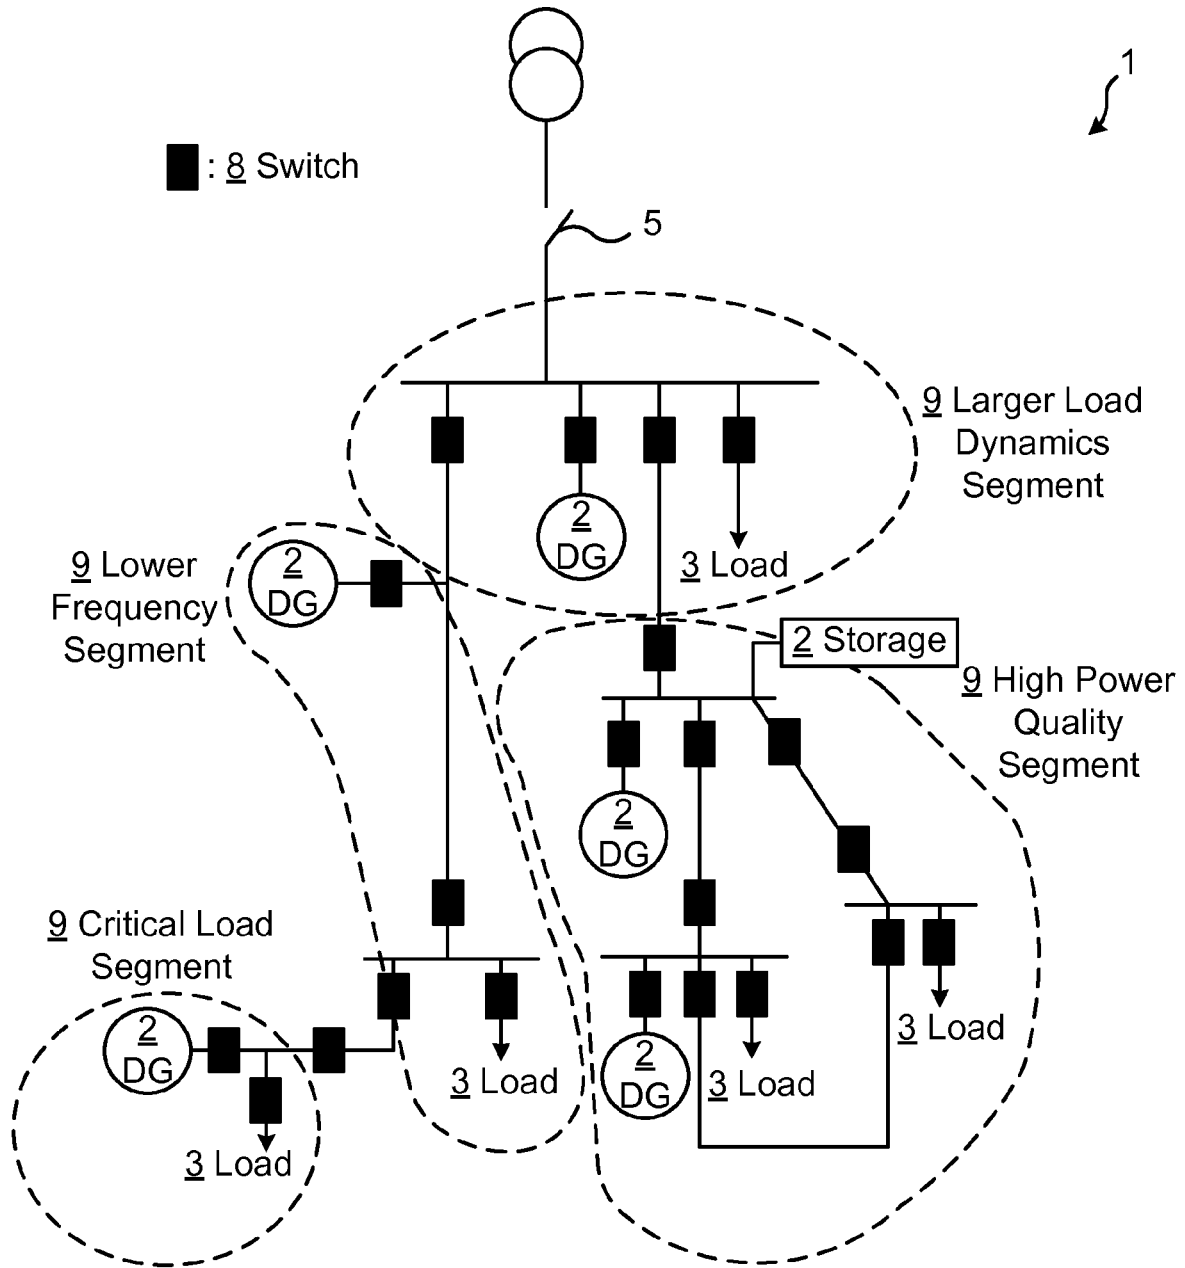 1
: 8 Switch
5
9 Larger Load
Dynamics
Segment
2
DG
3 Load
9 Lower
Frequency
Segment
2
DG
2 Storage
9 High Power
Quality
Segment
2
DG
9 Critical Load
Segment
2
DG
3 Load
3 Load
2
DG
3 Load
3 Load